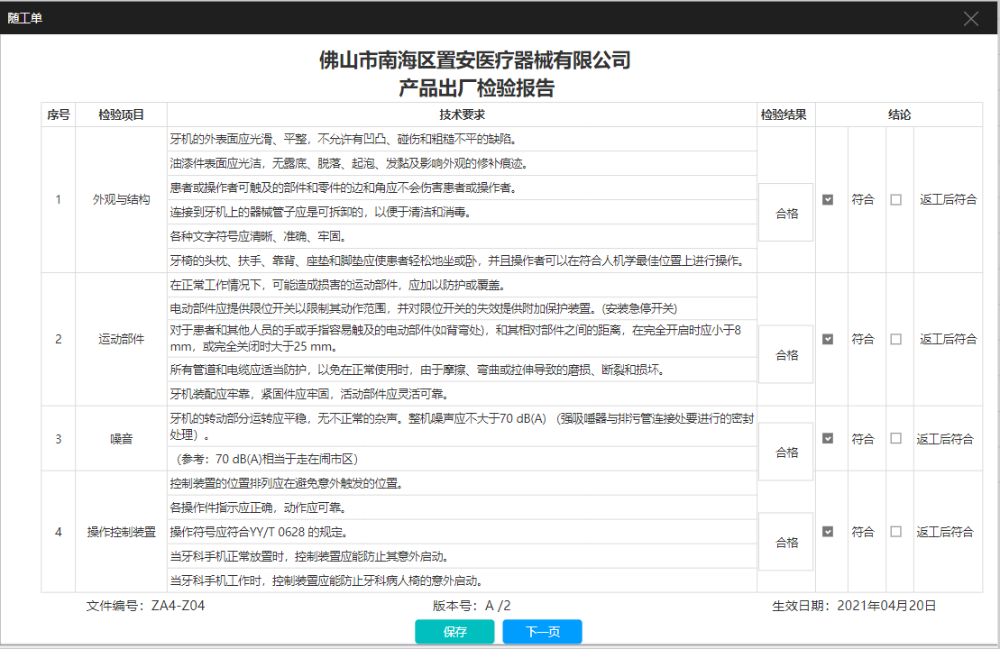 随工单
佛山市南海区置安医疗器械有限公司
产品出厂检验报告
序号 检验项目 技术要求 检验结果 结论
牙机的外表面应光滑、平整，不允许有凹凸、碰伤和粗糙不平的缺陷。
油漆件表面应光洁，无露底、脱落、起泡、发黏及影响外观的修补痕迹。
患者或操作者可触及的部件和零件的边和角应不会伤害患者或操作者。
1 外观与结构 连接到牙机上的器械管子应是可拆卸的，以便于清洁和消毒。 合格 符合 返工后符合
各种文字符号应清晰、准确、牢固。
牙椅的头枕、扶手、靠背、座垫和脚垫应使患者轻松地坐或卧，并且操作者可以在符合人机学最佳位置上进行操作。
在正常工作情况下，可能造成损害的运动部件，应加以防护或覆盖。
电动部件应提供限位开关以限制其动作范围，并对限位开关的失效提供附加保护装置。(安装急停开关)
2 运动部件 对于患者和其他人员的手或手指容易触及的电动部件(如背弯处)，和其相对部件之间的距离，在完全开启时应小于8 合格 符合 返工后符合
mm，或完全关闭时大于25 mm。
所有管道和电缆应适当防护，以免在正常使用时，由于摩擦、弯曲或拉伸导致的磨损、断裂和损坏。
牙机装配应牢靠，紧固件应牢固，活动部件应灵活可靠。
牙机的转动部分运转应平稳，无不正常的杂声。整机噪声应不大于70 dB(A) （强吸唾器与排污管连接处要进行的密封
3 噪音 处理）。 合格 符合 返工后符合
（参考：70 dB(A)相当于走在闹市区）
控制装置的位置排列应在避免意外触发的位置。
各操作件指示应正确，动作应可靠。
4 操作控制装置 操作符号应符合YY/T 0628 的规定。 合格 符合 返工后符合
当牙科手机正常放置时，控制装置应能防止其意外启动。
当牙科手机工作时，控制装置应能防止牙科病人椅的意外启动。
文件编号：ZA4-Z04 版本号：A /2 生效日期：2021年04月20日
保存 下一页